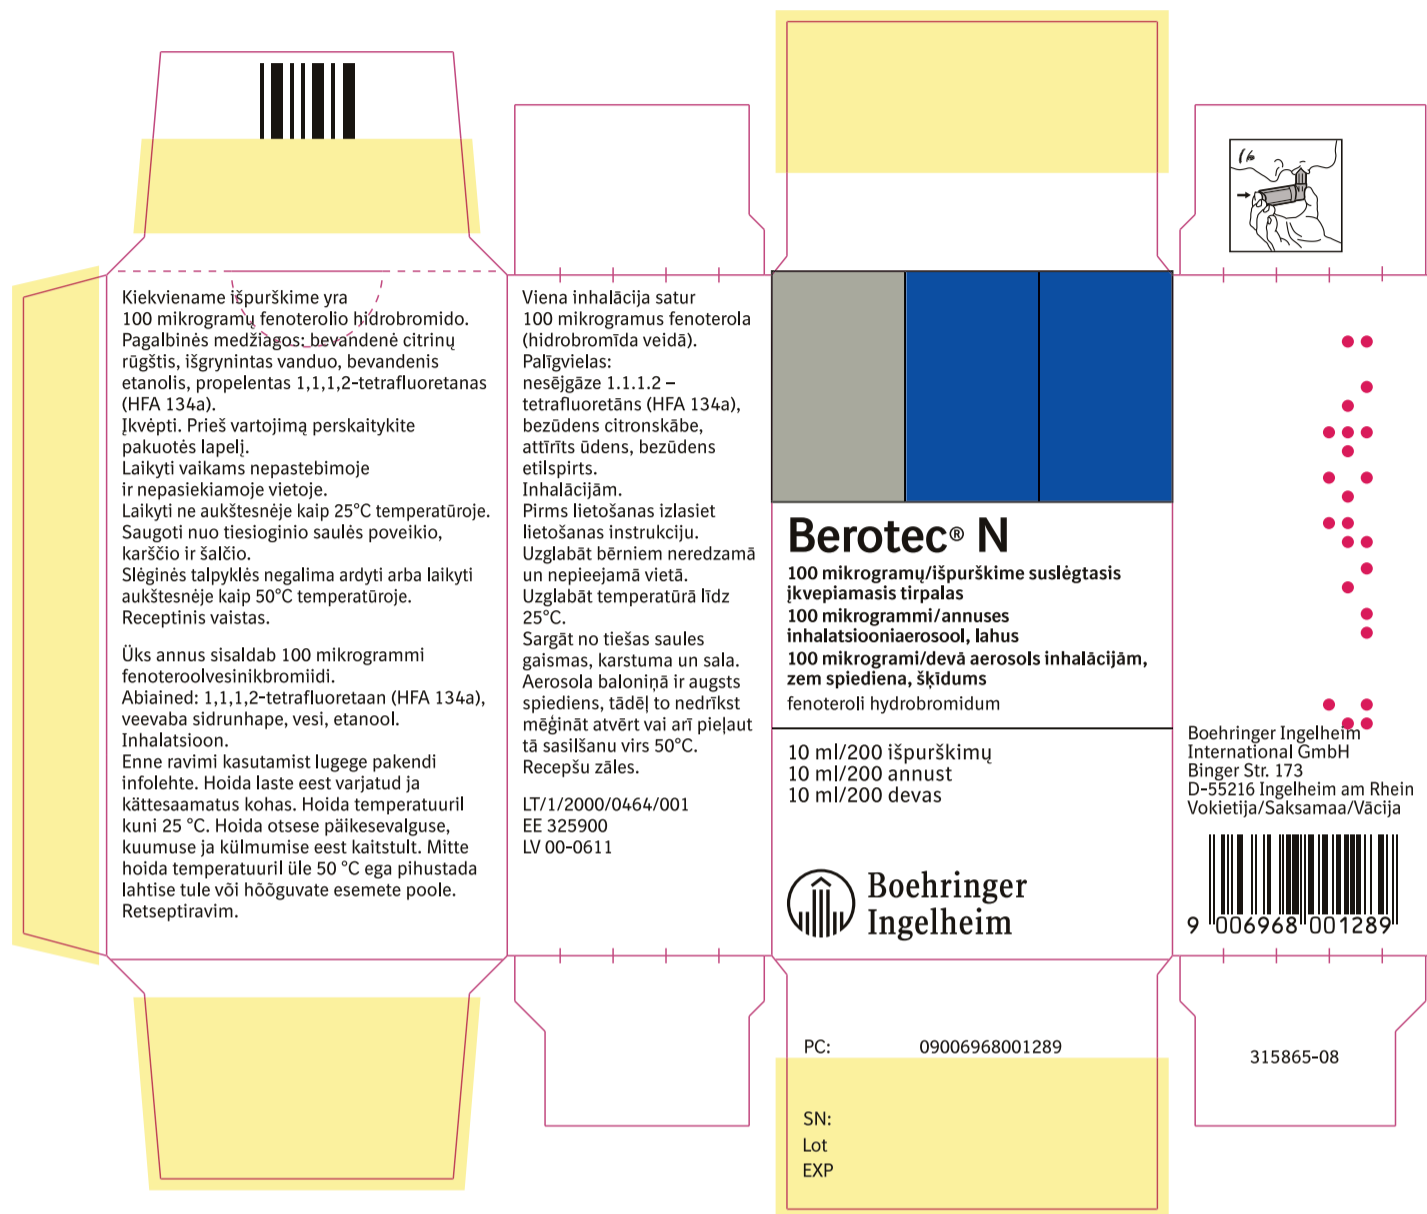 Kiekviename išpurškime yra
100 mikrogramų fenoterolio hidrobromido.
Pagalbinės medžiagos: bevandenė citrinų
rūgštis, išgrynintas vanduo, bevandenis
etanolis, propelentas 1,1,1,2-tetrafluoretanas
(HFA 134a).
Įkvėpti. Prieš vartojimą perskaitykite
pakuotės lapelį.
Laikyti vaikams nepastebimoje
ir nepasiekiamoje vietoje.
Laikyti ne aukštesnėje kaip 25°C temperatūroje.
Saugoti nuo tiesioginio saulės poveikio,
karščio ir šalčio.
Slėginės talpyklės negalima ardyti arba laikyti
aukštesnėje kaip 50°C temperatūroje.
Receptinis vaistas.
Üks annus sisaldab 100 mikrogrammi
fenoteroolvesinikbromiidi.
Abiained: 1,1,1,2-tetrafluoretaan (HFA 134a),
veevaba sidrunhape, vesi, etanool.
Inhalatsioon.
Enne ravimi kasutamist lugege pakendi
infolehte. Hoida laste eest varjatud ja
kättesaamatus kohas. Hoida temperatuuril
kuni 25 °C. Hoida otsese päikesevalguse,
kuumuse ja külmumise eest kaitstult. Mitte
hoida temperatuuril üle 50 °C ega pihustada
lahtise tule või hõõguvate esemete poole.
Retseptiravim.
Viena inhalācija satur
100 mikrogramus fenoterola
(hidrobromīda veidā).
Palīgvielas:
nesējgāze 1.1.1.2 –
tetrafluoretāns (HFA 134a),
bezūdens citronskābe,
attīrīts ūdens, bezūdens
etilspirts.
Inhalācijām.
Pirms lietošanas izlasiet
lietošanas instrukciju.
Uzglabāt bērniem neredzamā
un nepieejamā vietā.
Uzglabāt temperatūrā līdz
25°C.
Sargāt no tiešas saules
gaismas, karstuma un sala.
Aerosola baloniņā ir augsts
spiediens, tādēļ to nedrīkst
mēģināt atvērt vai arī pieļaut
tā sasilšanu virs 50°C.
Recepšu zāles.
LT/1/2000/0464/001
EE 325900
LV 00-0611
Berotec® N
100 mikrogramų/išpurškime suslėgtasis
įkvepiamasis tirpalas
100 mikrogrammi/annuses
inhalatsiooniaerosool, lahus
100 mikrogrami/devā aerosols inhalācijām,
zem spiediena, šķīdums
fenoteroli hydrobromidum
10 ml/200 išpurškimų
10 ml/200 annust
10 ml/200 devas
Boehringer
Ingelheim
PC: 09006968001289
SN:
Lot
EXP
Boehringer Ingelheim
International GmbH
Binger Str. 173
D-55216 Ingelheim am Rhein
Vokietija/Saksamaa/Vācija
9 006968 001289
315865-08